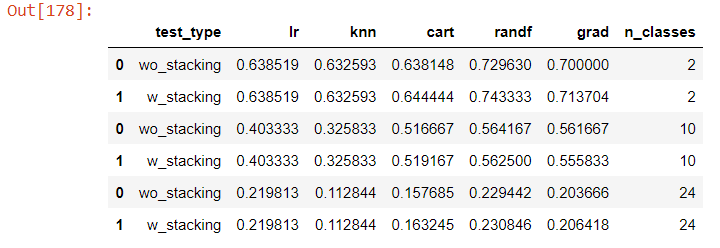 Out[178]:
test_type lr knn cart randf grad n_classes
0 wo_stacking 0.638519 0.632593 0.638148 0.729630 0.700000 2
1 w_stacking 0.638519 0.632593 0.644444 0.743333 0.713704 2
0 wo_stacking 0.403333 0.325833 0.516667 0.564167 0.561667 10
1 w_stacking 0.403333 0.325833 0.519167 0.562500 0.555833 10
0 wo_stacking 0.219813 0.112844 0.157685 0.229442 0.203666 24
1 w_stacking 0.219813 0.112844 0.163245 0.230846 0.206418 24